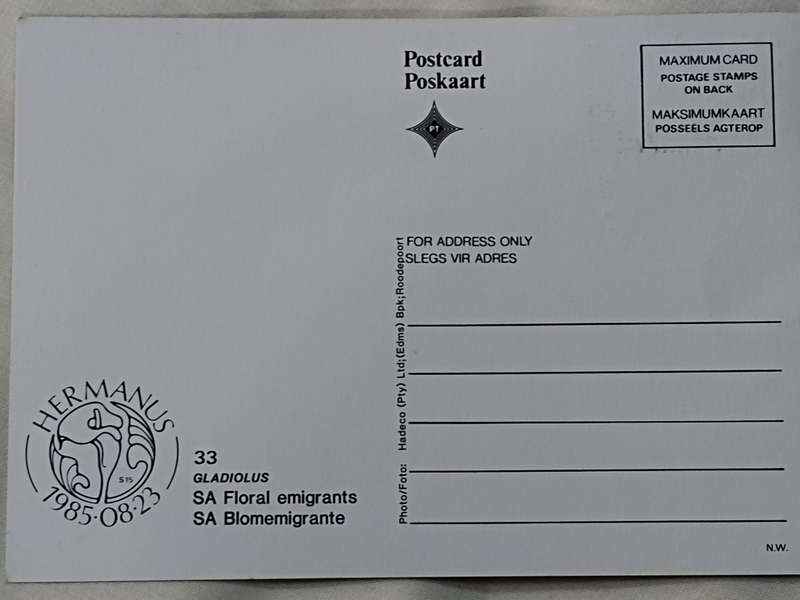 Postcard
Poskaart
PT
MAXIMUM CARD
POSTAGE STAMPS
ON BACK
MAKSIMUMKAART
POSSEËLS AGTEROP
FOR ADDRESS ONLY
SLEGS VIR ADRES
Photo/Foto: Hadeco (Pty) Ltd;(Edms) Bpk;Roodepoort
HERMANUS
S15
1985·08·23
33
GLADIOLUS
SA Floral emigrants
SA Blomemigrante
N.W.